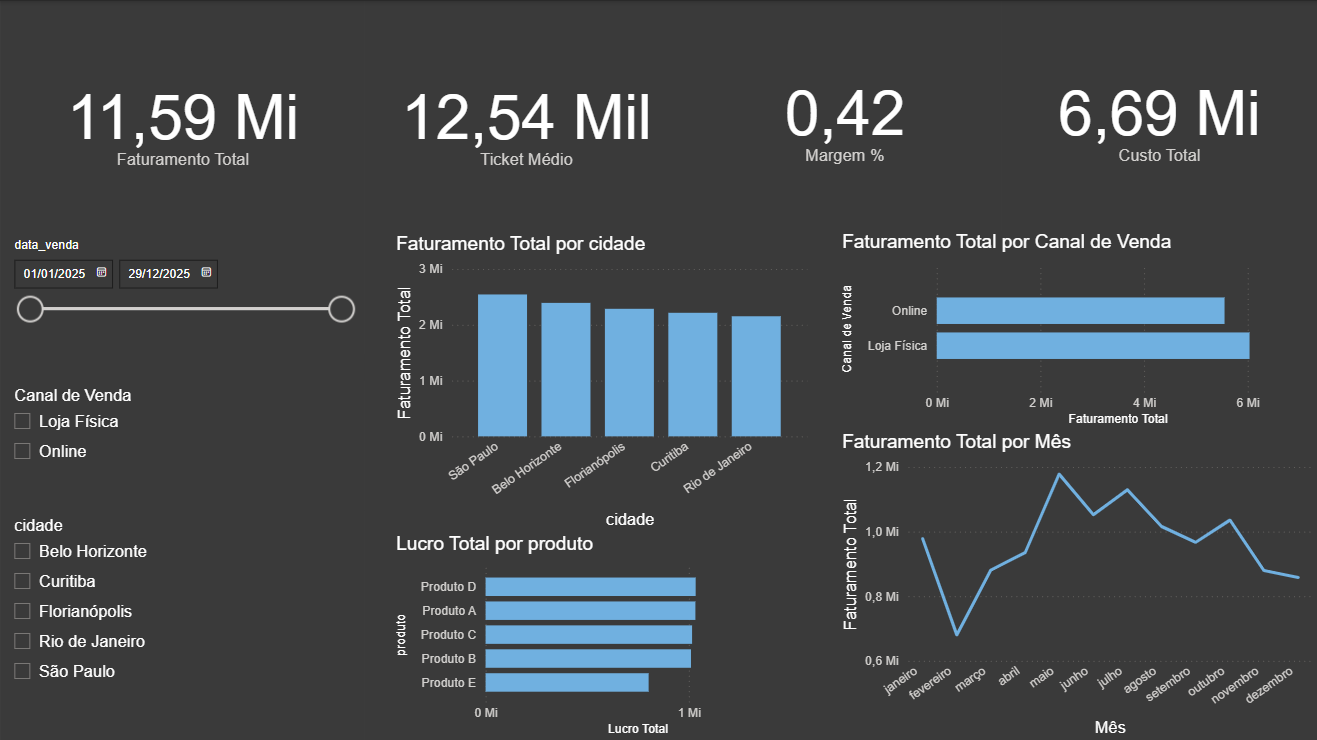 11,59 Mi
Faturamento Total
12,54 Mil
Ticket Médio
0,42
Margem %
6,69 Mi
Custo Total
data_venda
01/01/2025
29/12/2025
Canal de Venda
Loja Física
Online
cidade
Belo Horizonte
Curitiba
Florianópolis
Rio de Janeiro
São Paulo
Faturamento Total por cidade
Faturamento Total
3 Mi
2 Mi
1 Mi
0 Mi
São Paulo
Belo Horizonte
Florianópolis
Curitiba
Rio de Janeiro
cidade
Lucro Total por produto
produto
Produto D
Produto A
Produto C
Produto B
Produto E
0 Mi
1 Mi
Lucro Total
Faturamento Total por Canal de Venda
Canal de Venda
Online
Loja Física
0 Mi
2 Mi
4 Mi
6 Mi
Faturamento Total
Faturamento Total por Mês
Faturamento Total
1,2 Mi
1,0 Mi
0,8 Mi
0,6 Mi
janeiro
fevereiro
março
abril
maio
junho
julho
agosto
setembro
outubro
novembro
dezembro
Mês